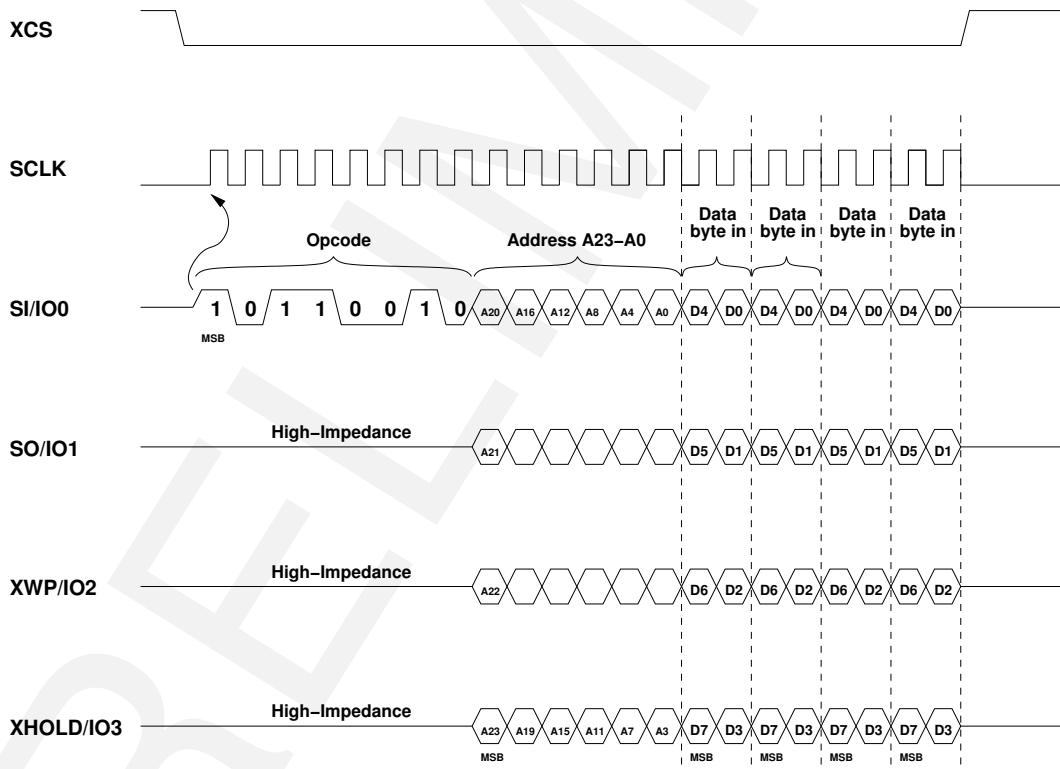 XCS
SCLK
Data byte in Data byte in Data byte in Data byte in
Opcode Address A23–A0
SI/IO0 1 0 1 1 0 0 1 0 A20 A16 A12 A8 A4 A0 D4 D0 D4 D0 D4 D0 D4 D0
MSB
SO/IO1 High–Impedance A21 D5 D1 D5 D1 D5 D1 D5 D1
XWP/IO2 High–Impedance A22 D6 D2 D6 D2 D6 D2 D6 D2
XHOLD/IO3 High–Impedance A23 A19 A15 A11 A7 A3 D7 D3 D7 D3 D7 D3 D7 D3
MSB MSB MSB MSB MSB